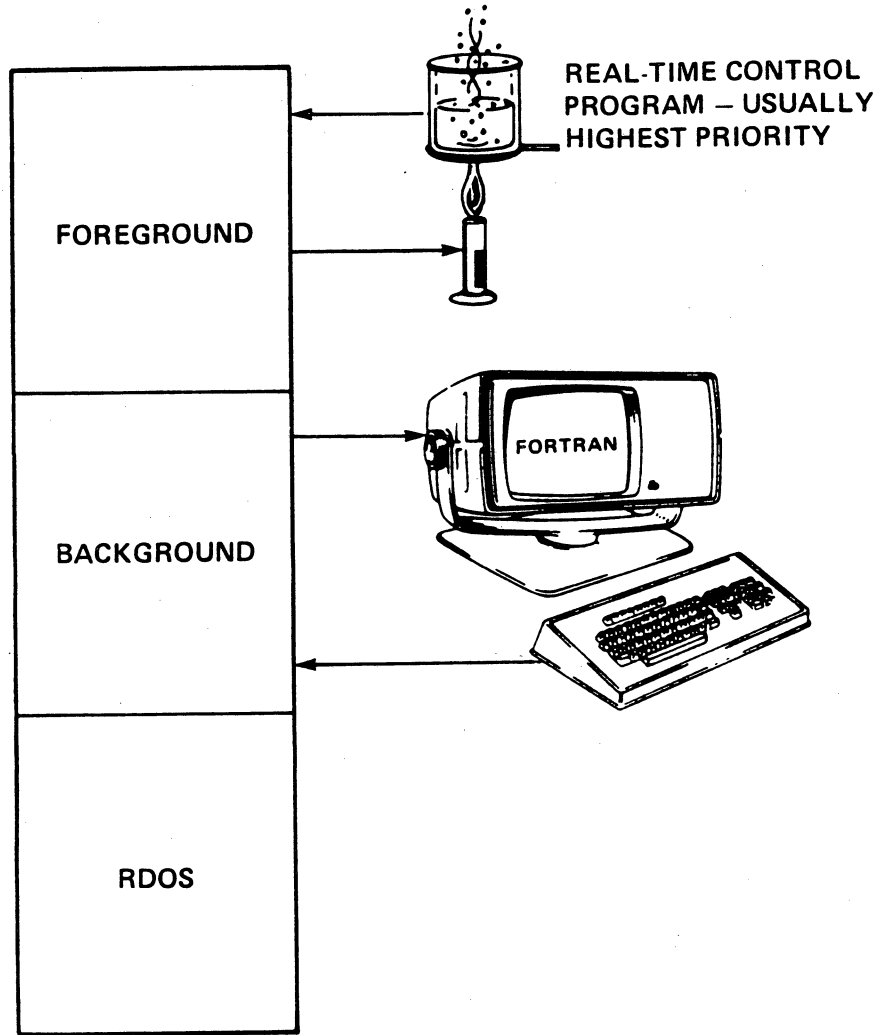 REAL-TIME CONTROL
PROGRAM – USUALLY
HIGHEST PRIORITY
FOREGROUND
FORTRAN
BACKGROUND
RDOS